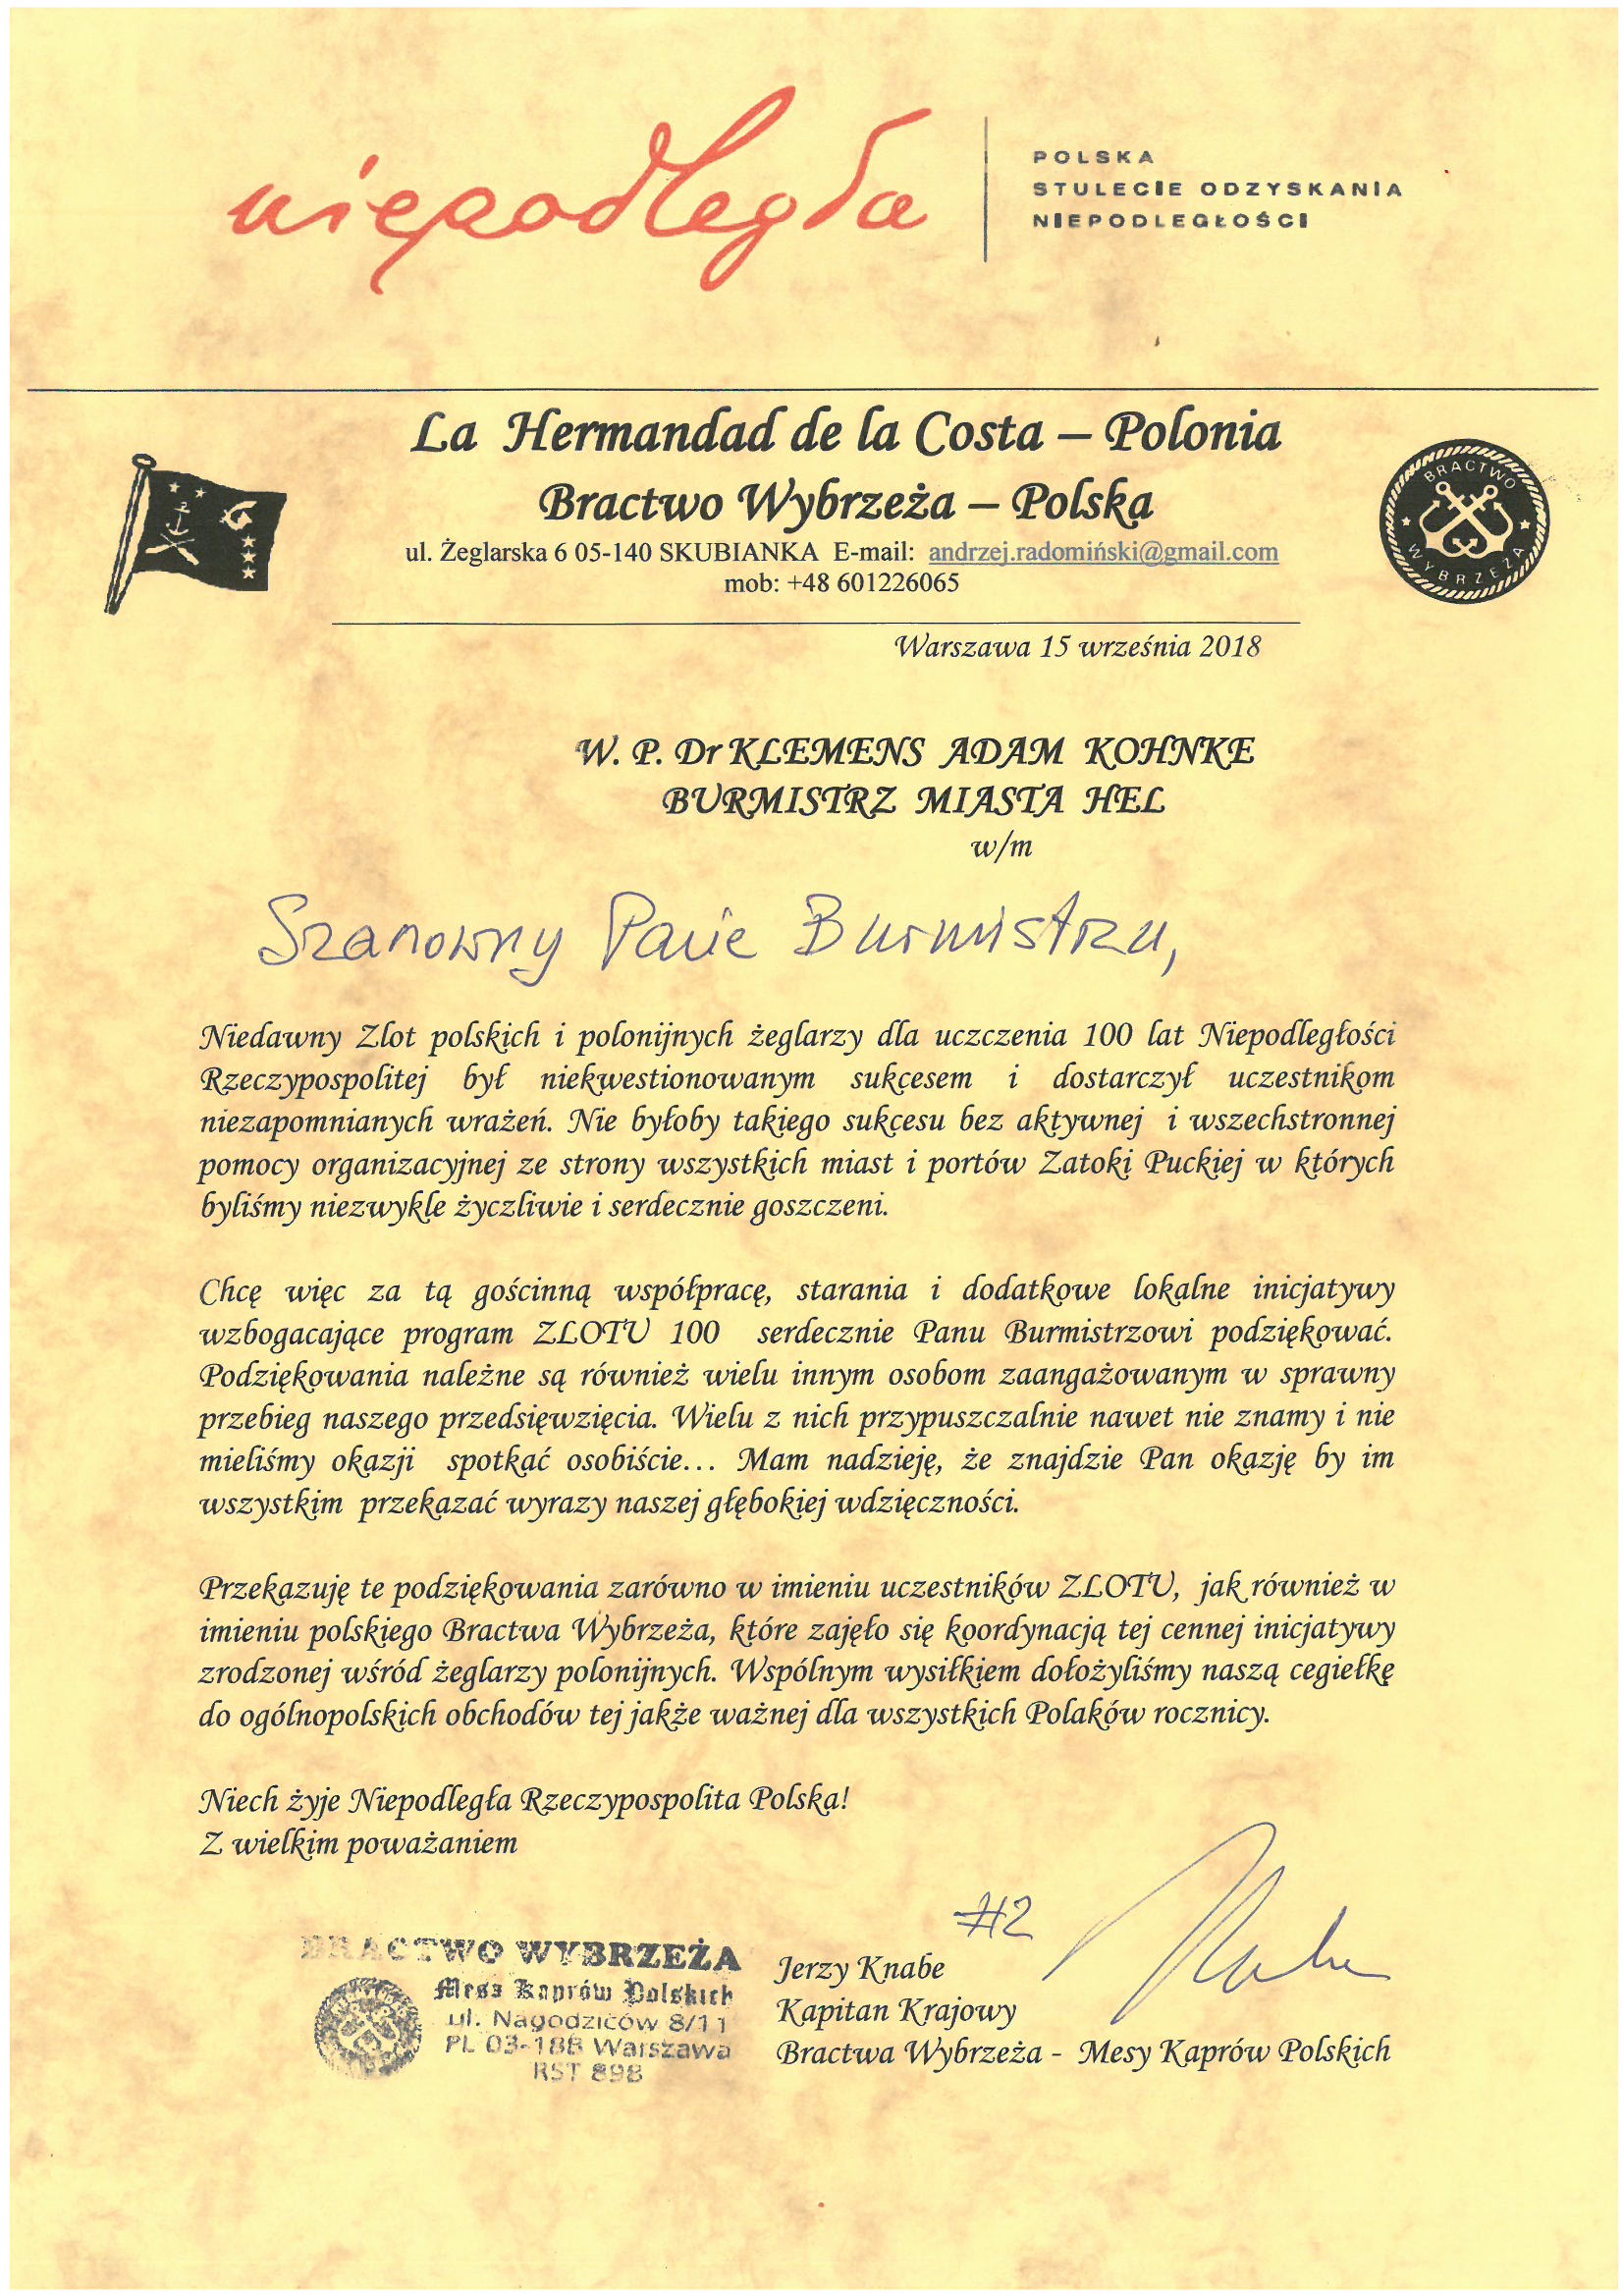 niepodległa
POLSKA
STULECIE ODZYSKANIA
NIEPODLEGŁOŚCI
La Hermandad de la Costa – Polonia
Bractwo Wybrzeża – Polska
ul. Żeglarska 6 05-140 SKUBIANKA E-mail: andrzej.radomiński@gmail.com
mob: +48 601226065
BRACTWO
WYBRZEŻA
Warszawa 15 września 2018
W. P. Dr KLEMENS ADAM KOHNKE
BURMISTRZ MIASTA HEL
w/m
Szanowny Panie Burmistrzu,
Niedawny Zlot polskich i polonijnych żeglarzy dla uczczenia 100 lat Niepodległości
Rzeczypospolitej był niekwestionowanym sukcesem i dostarczył uczestnikom
niezapomnianych wrażeń. Nie byłoby takiego sukcesu bez aktywnej i wszechstronnej
pomocy organizacyjnej ze strony wszystkich miast i portów Zatoki Puckiej w których
byliśmy niezwykle życzliwie i serdecznie goszczeni.
Chcę więc za tą gościnną współpracę, starania i dodatkowe lokalne inicjatywy
wzbogacające program ZLOTU 100 serdecznie Panu Burmistrzowi podziękować.
Podziękowania należne są również wielu innym osobom zaangażowanym w sprawny
przebieg naszego przedsięwzięcia. Wielu z nich przypuszczalnie nawet nie znamy i nie
mieliśmy okazji spotkać osobiście... Mam nadzieję, że znajdzie Pan okazję by im
wszystkim przekazać wyrazy naszej głębokiej wdzięczności.
Przekazuję te podziękowania zarówno w imieniu uczestników ZLOTU, jak również w
imieniu polskiego Bractwa Wybrzeża, które zajęło się koordynacją tej cennej inicjatywy
zrodzonej wśród żeglarzy polonijnych. Wspólnym wysiłkiem dołożyliśmy naszą cegiełkę
do ogólnopolskich obchodów tej jakże ważnej dla wszystkich Polaków rocznicy.
Niech żyje Niepodległa Rzeczypospolita Polska!
Z wielkim poważaniem
#2
BRACTWO WYBRZEŻA
Mesa Kaprów Polskich
ul. Nagodziców 8/11
PL 03-188 Warszawa
RST 898
Jerzy Knabe
Kapitan Krajowy
Bractwa Wybrzeża - Mesy Kaprów Polskich